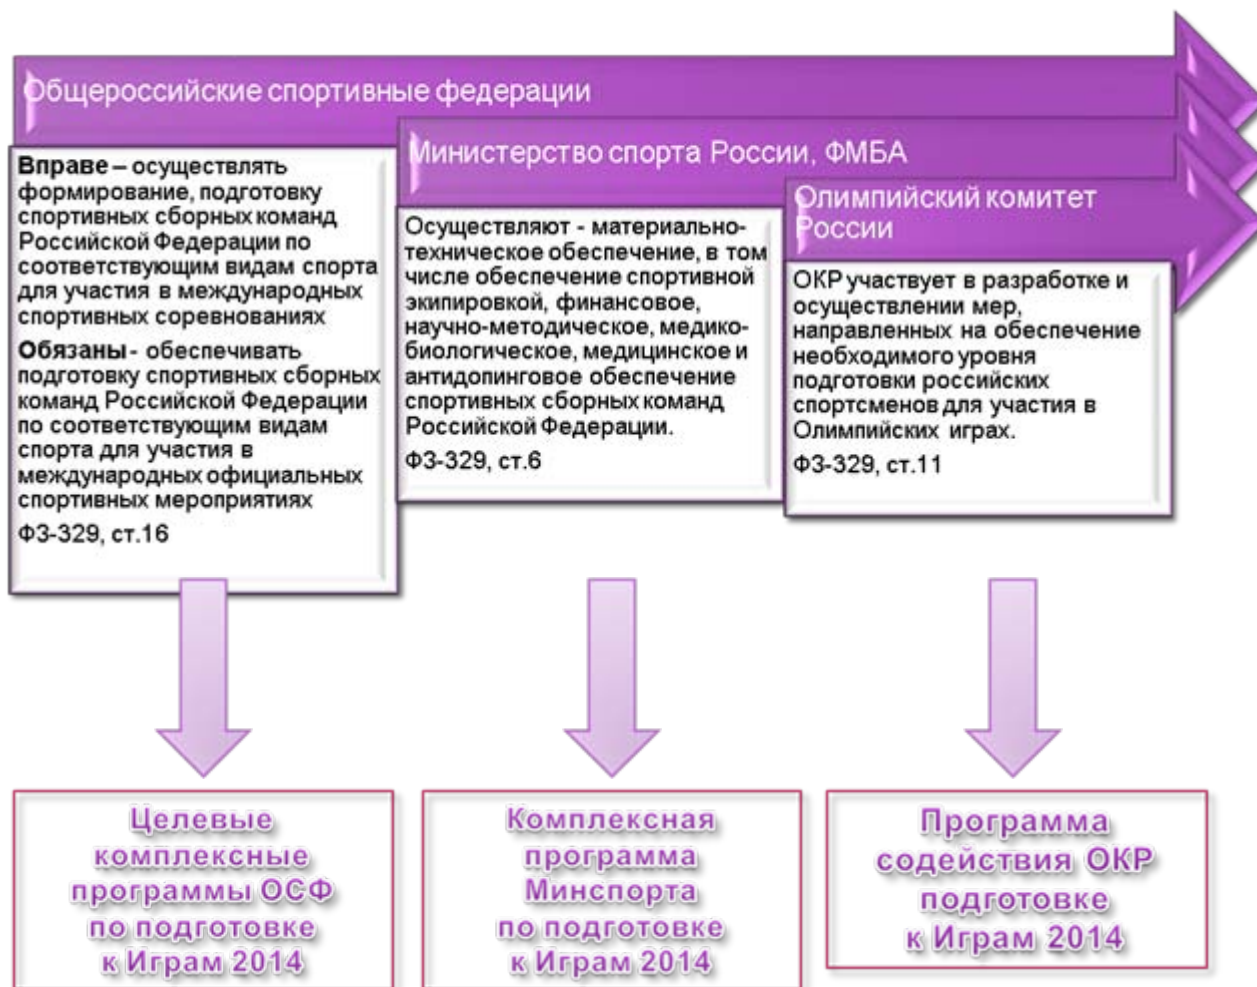 Общероссийские спортивные федерации
Вправе – осуществлять
формирование, подготовку
спортивных сборных команд
Российской Федерации по
соответствующим видам спорта
для участия в международных
спортивных соревнованиях
Обязаны - обеспечивать
подготовку спортивных сборных
команд Российской Федерации
по соответствующим видам
спорта для участия в
международных официальных
спортивных мероприятиях
ФЗ-329, ст.16
Министерство спорта России, ФМБА
Осуществляют - материально-
техническое обеспечение, в том
числе обеспечение спортивной
экипировкой, финансовое,
научно-методическое, медико-
биологическое, медицинское и
антидопинговое обеспечение
спортивных сборных команд
Российской Федерации.
ФЗ-329, ст.6
Олимпийский комитет
России
ОКР участвует в разработке и
осуществлении мер,
направленных на обеспечение
необходимого уровня
подготовки российских
спортсменов для участия в
Олимпийских играх.
ФЗ-329, ст.11
Целевые
комплексные
программы ОСФ
по подготовке
к Играм 2014
Комплексная
программа
Минспорта
по подготовке
к Играм 2014
Программа
содействия ОКР
подготовке
к Играм 2014